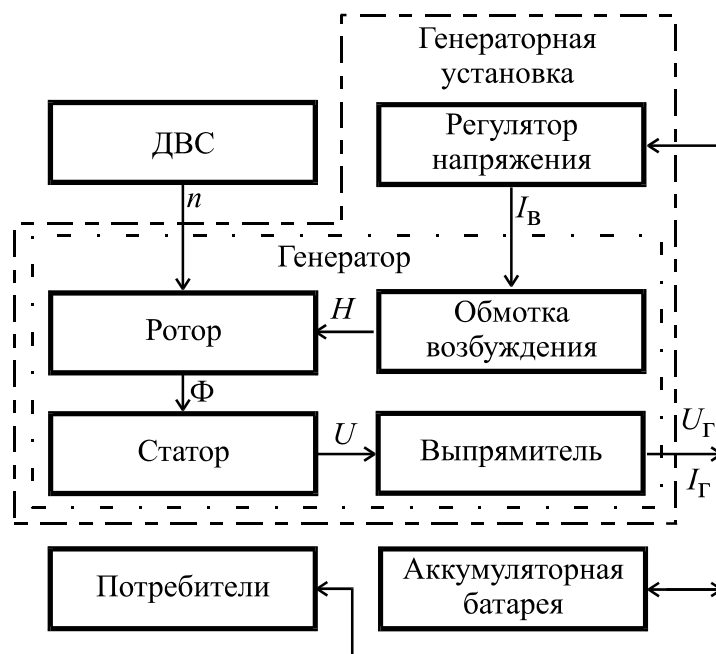 Генераторная
установка
ДВС
Регулятор
напряжения
n
I В
Генератор
Ротор
H
Обмотка
возбуждения
Ф
Статор
U
Выпрямитель
U Г
I Г
Потребители
Аккумуляторная
батарея